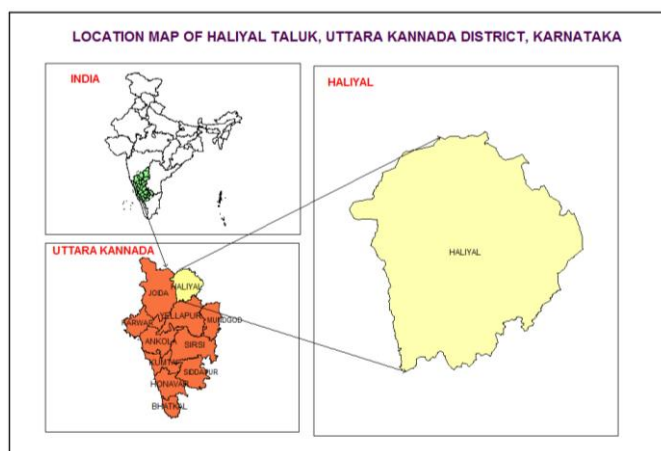 LOCATION MAP OF HALIYAL TALUK, UTTARA KANNADA DISTRICT, KARNATAKA
INDIA
HALIYAL
HALIYAL
UTTARA KANNADA
JOIDA
HALIYAL
KARWAR
YELLAPUR
MUNDGOD
ANKOLA
SIRSI
KUMTA
SIDDAPUR
HONAVAR
BHATKAL